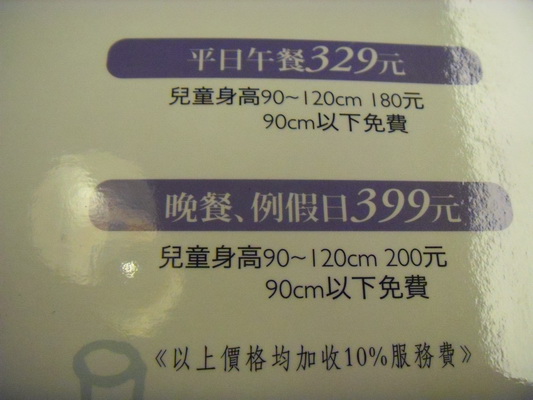 平日午餐329元
兒童身高90~120cm 180元
90cm以下免費
晚餐、例假日399元
兒童身高90~120cm 200元
90cm以下免費
《以上價格均加收10%服務費》